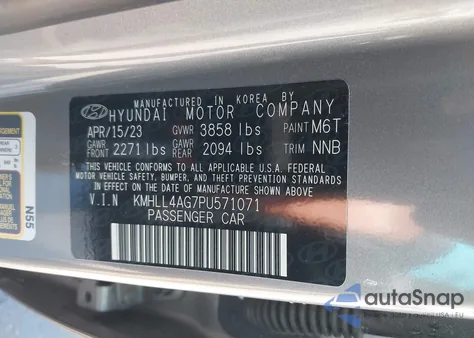 MANUFACTURED IN KOREA BY
HYUNDAI MOTOR COMPANY
APR/15/23 GVWR 3858 lbs PAINT M6T
GAWR FRONT 2271 lbs GAWR REAR 2094 lbs TRIM NNB
THIS VEHICLE CONFORMS TO ALL APPLICABLE U.S.A. FEDERAL
MOTOR VEHICLE SAFETY, BUMPER, AND THEFT PREVENTION STANDARDS
IN EFFECT ON THE DATE OF MANUFACTURE SHOWN ABOVE.
V.I.N KMHLL4AG7PU571071
PASSENGER CAR
N55
autaSnap